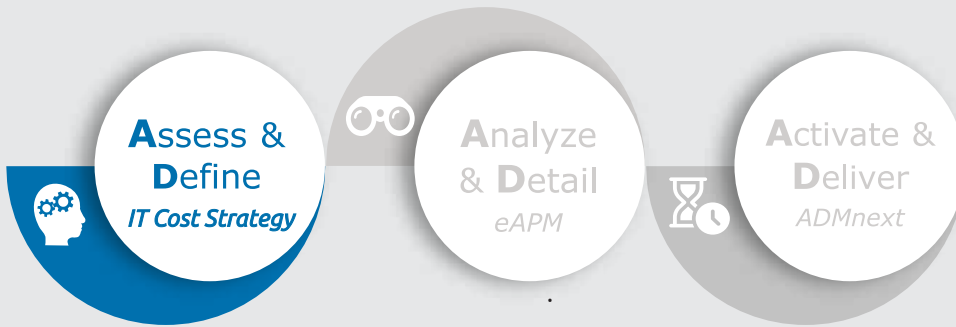 Assess &
Define
IT Cost Strategy
Analyze
& Detail
eAPM
Activate &
Deliver
ADMnext
.